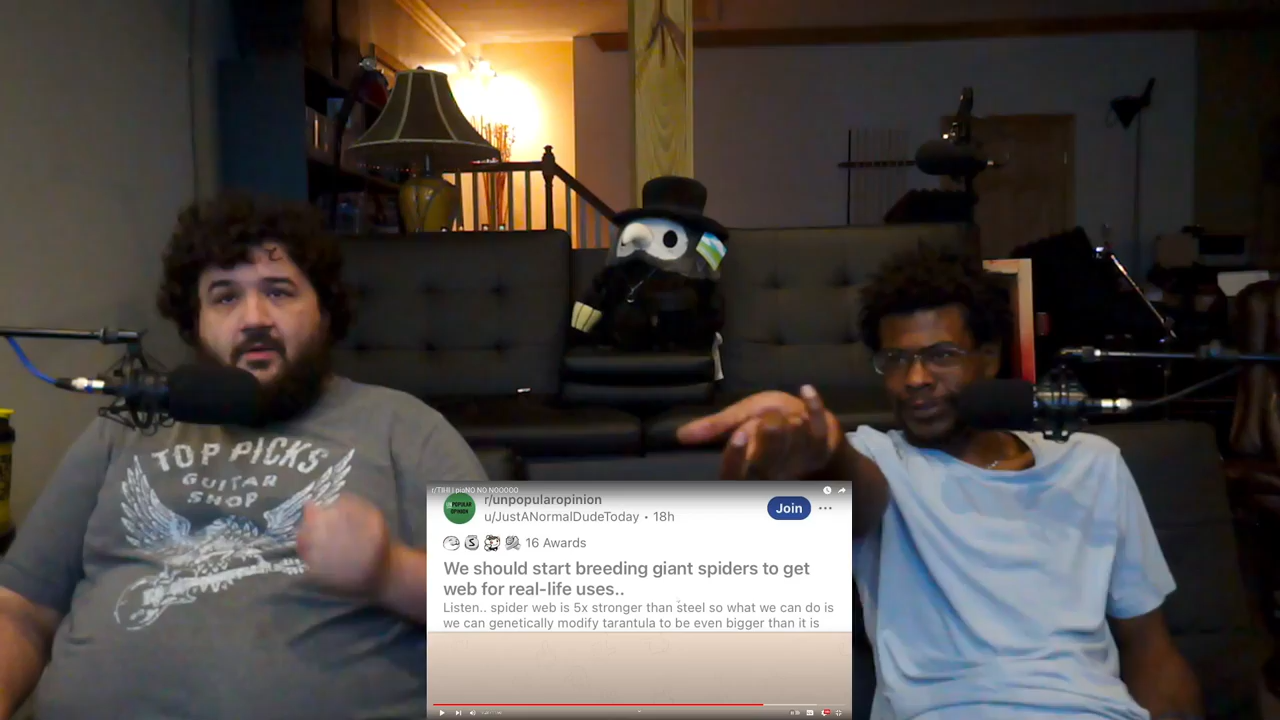 TOP PICKS
GUITAR
SHOP
r/unpopularopinion
u/JustANormalDudeToday • 18h
Join
16 Awards
We should start breeding giant spiders to get
web for real-life uses..
Listen.. spider web is 5x stronger than steel so what we can do is
we can genetically modify tarantula to be even bigger than it is